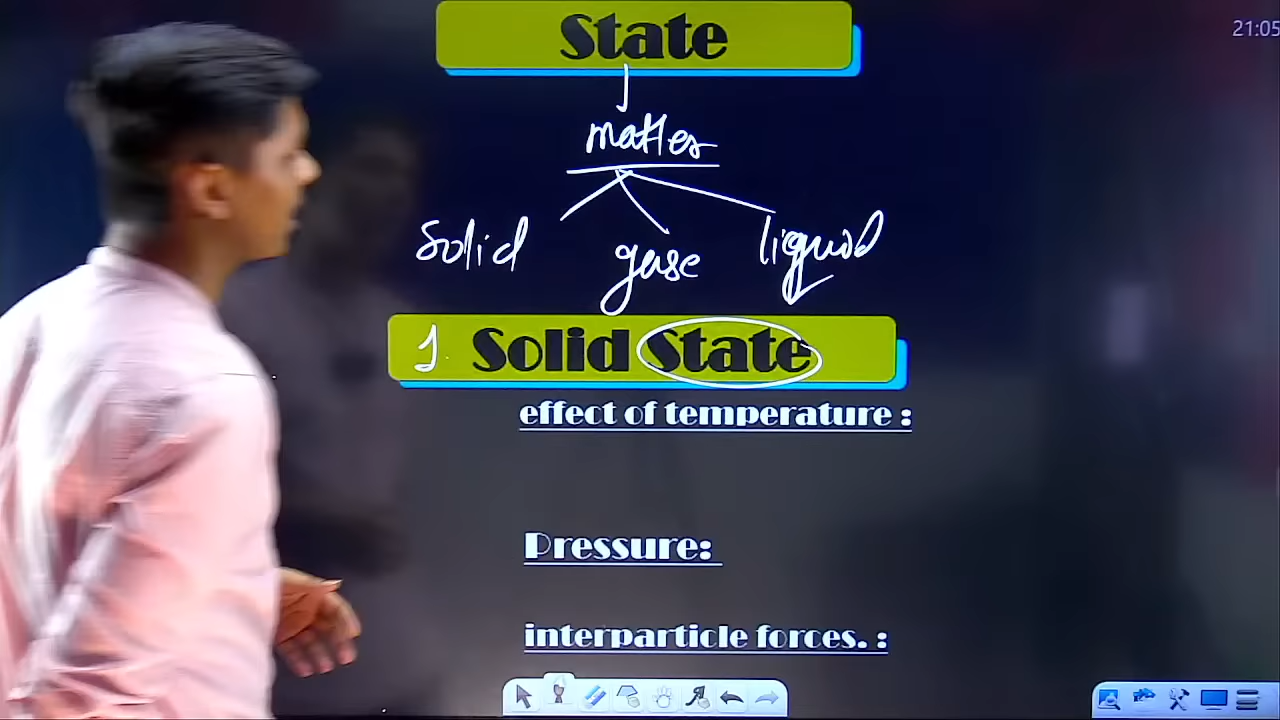 State
21:05
matter
solid gase liquid
1. Solid State
effect of temperature :
Pressure:
interparticle forces. :